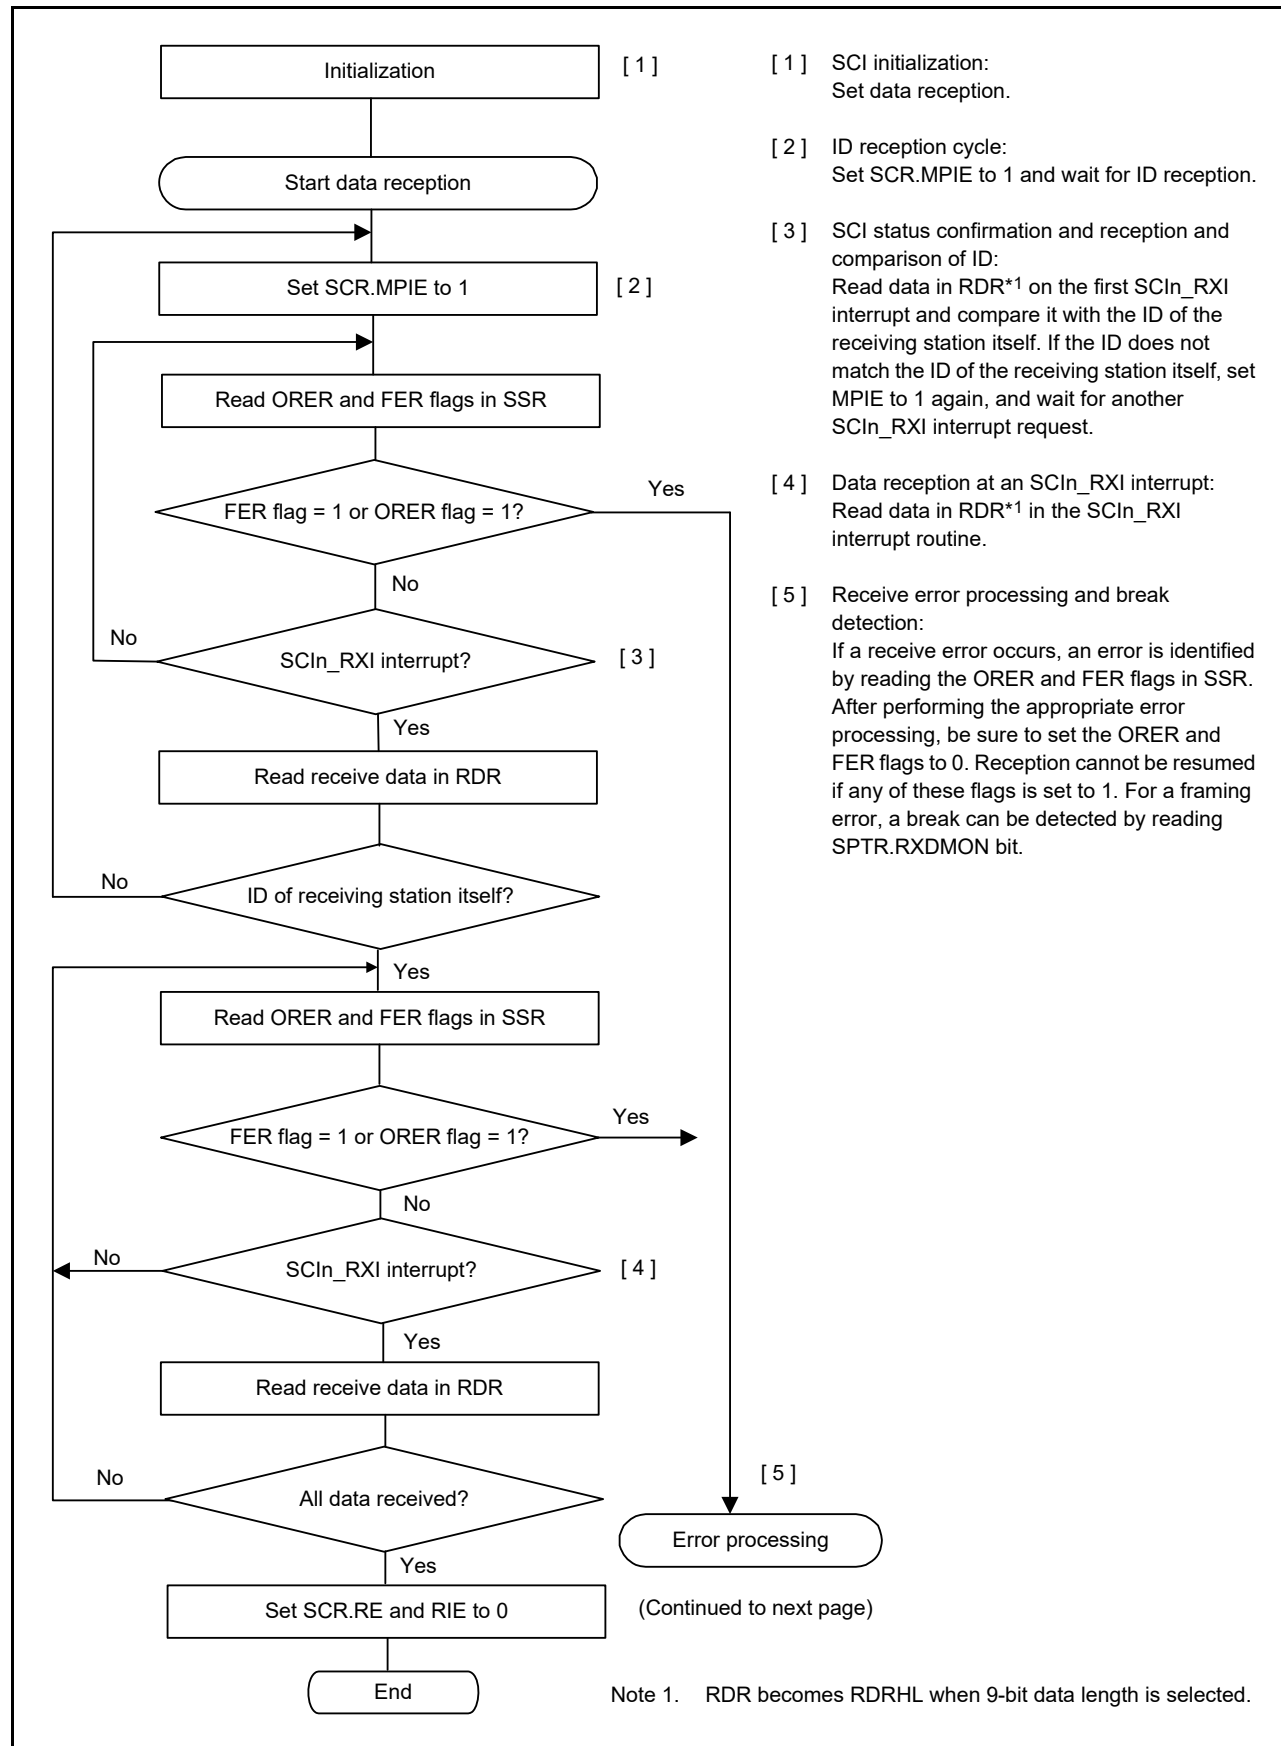 Initialization
[ 1 ]
Start data reception
Set SCR.MPIE to 1
[ 2 ]
Read ORER and FER flags in SSR
FER flag = 1 or ORER flag = 1?
Yes
No
SCIn_RXI interrupt?
No
[ 3 ]
Yes
Read receive data in RDR
ID of receiving station itself?
No
Yes
Read ORER and FER flags in SSR
FER flag = 1 or ORER flag = 1?
Yes
No
SCIn_RXI interrupt?
No
[ 4 ]
Yes
Read receive data in RDR
All data received?
No
Yes
Set SCR.RE and RIE to 0
End
[ 5 ]
Error processing
(Continued to next page)
[ 1 ] SCI initialization:
Set data reception.
[ 2 ] ID reception cycle:
Set SCR.MPIE to 1 and wait for ID reception.
[ 3 ] SCI status confirmation and reception and
comparison of ID:
Read data in RDR*1 on the first SCIn_RXI
interrupt and compare it with the ID of the
receiving station itself. If the ID does not
match the ID of the receiving station itself, set
MPIE to 1 again, and wait for another
SCIn_RXI interrupt request.
[ 4 ] Data reception at an SCIn_RXI interrupt:
Read data in RDR*1 in the SCIn_RXI
interrupt routine.
[ 5 ] Receive error processing and break
detection:
If a receive error occurs, an error is identified
by reading the ORER and FER flags in SSR.
After performing the appropriate error
processing, be sure to set the ORER and
FER flags to 0. Reception cannot be resumed
if any of these flags is set to 1. For a framing
error, a break can be detected by reading
SPTR.RXDMON bit.
Note 1. RDR becomes RDRHL when 9-bit data length is selected.